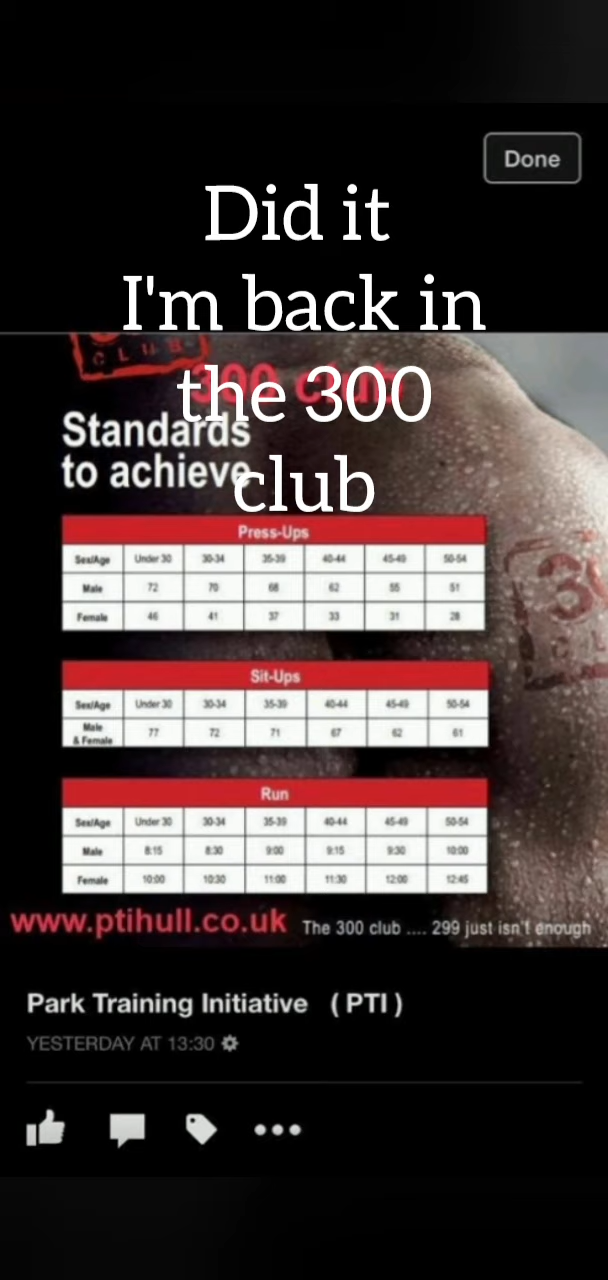 Done
Did it
I'm back in
the 300
club
CLUB
300 club
Standards
to achieve
Press-Ups
Sex/Age Under 30 30-34 35-39 40-44 45-49 50-54
Male 72 70 68 62 55 51
Female 46 41 37 33 31 28
Sit-Ups
Sex/Age Under 30 30-34 35-39 40-44 45-49 50-54
Male
& Female 77 72 71 67 62 61
Run
Sex/Age Under 30 30-34 35-39 40-44 45-49 50-54
Male 8:15 8:30 9:00 9:15 9:30 10:00
Female 10:00 10:30 11:00 11:30 12:00 12:45
www.ptihull.co.uk The 300 club .... 299 just isn't enough
Park Training Initiative ( PTI )
YESTERDAY AT 13:30